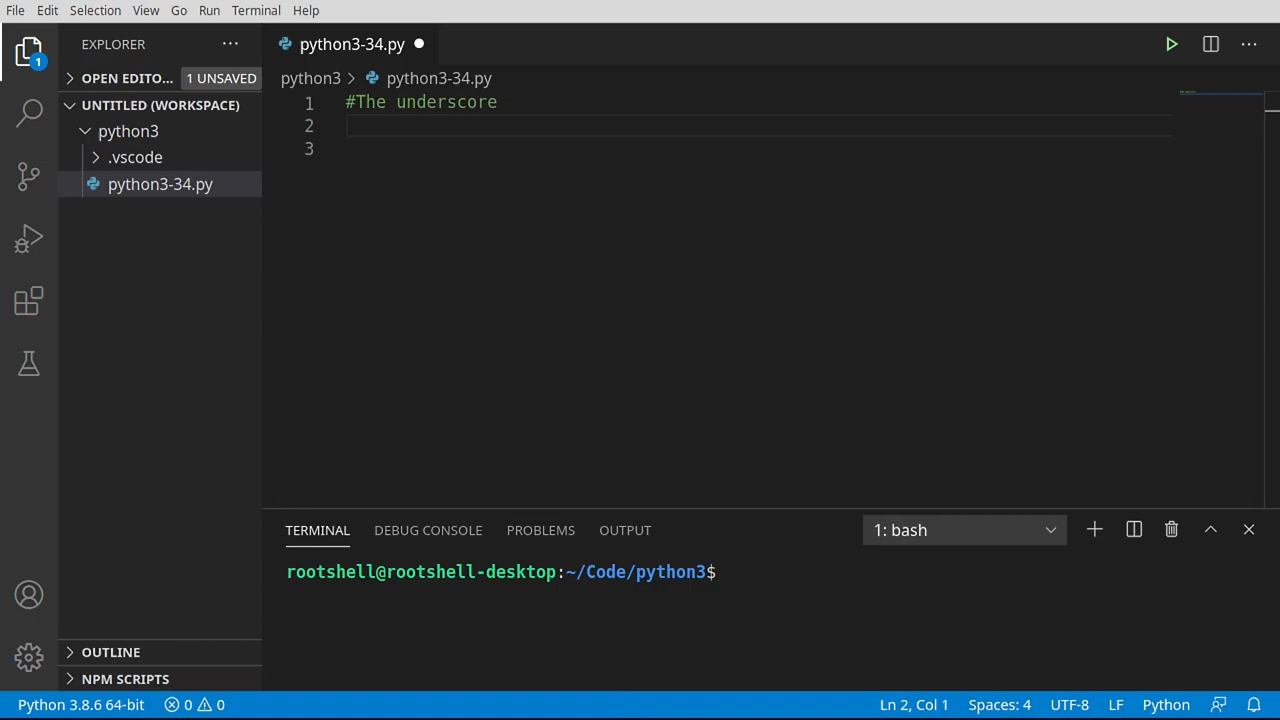 File Edit Selection View Go Run Terminal Help
EXPLORER
python3-34.py
1
OPEN EDITO... 1 UNSAVED
python3 > python3-34.py
UNTITLED (WORKSPACE)
1 #The underscore
2
3
python3
.vscode
python3-34.py
TERMINAL DEBUG CONSOLE PROBLEMS OUTPUT 1: bash
rootshell@rootshell-desktop:~/Code/python3$
OUTLINE
NPM SCRIPTS
Python 3.8.6 64-bit 0 0 Ln 2, Col 1 Spaces: 4 UTF-8 LF Python